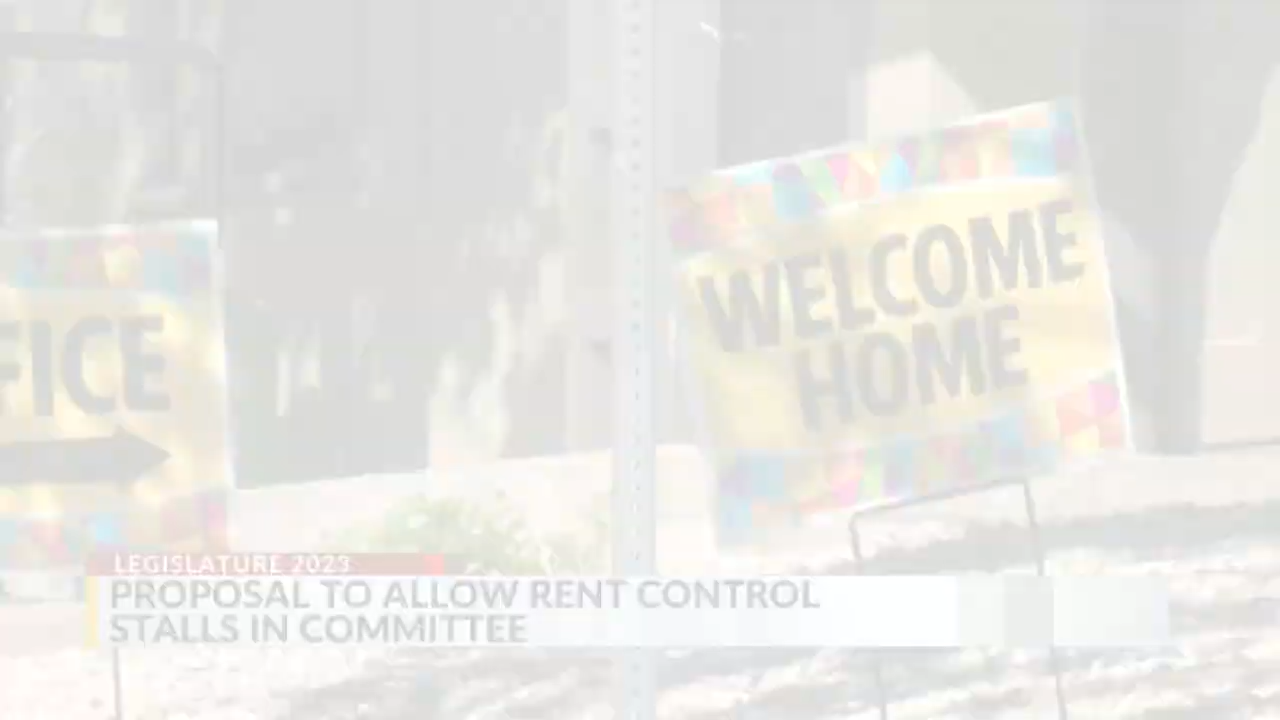 FICE
WELCOME
HOME
LEGISLATURE 2023
PROPOSAL TO ALLOW RENT CONTROL
STALLS IN COMMITTEE